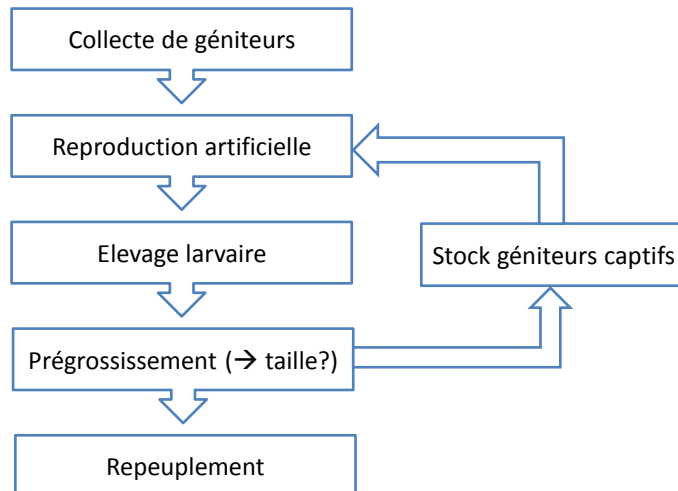 Collecte de géniteurs
Reproduction artificielle
Elevage larvaire
Stock géniteurs captifs
Prégrossissement (→ taille?)
Repeuplement